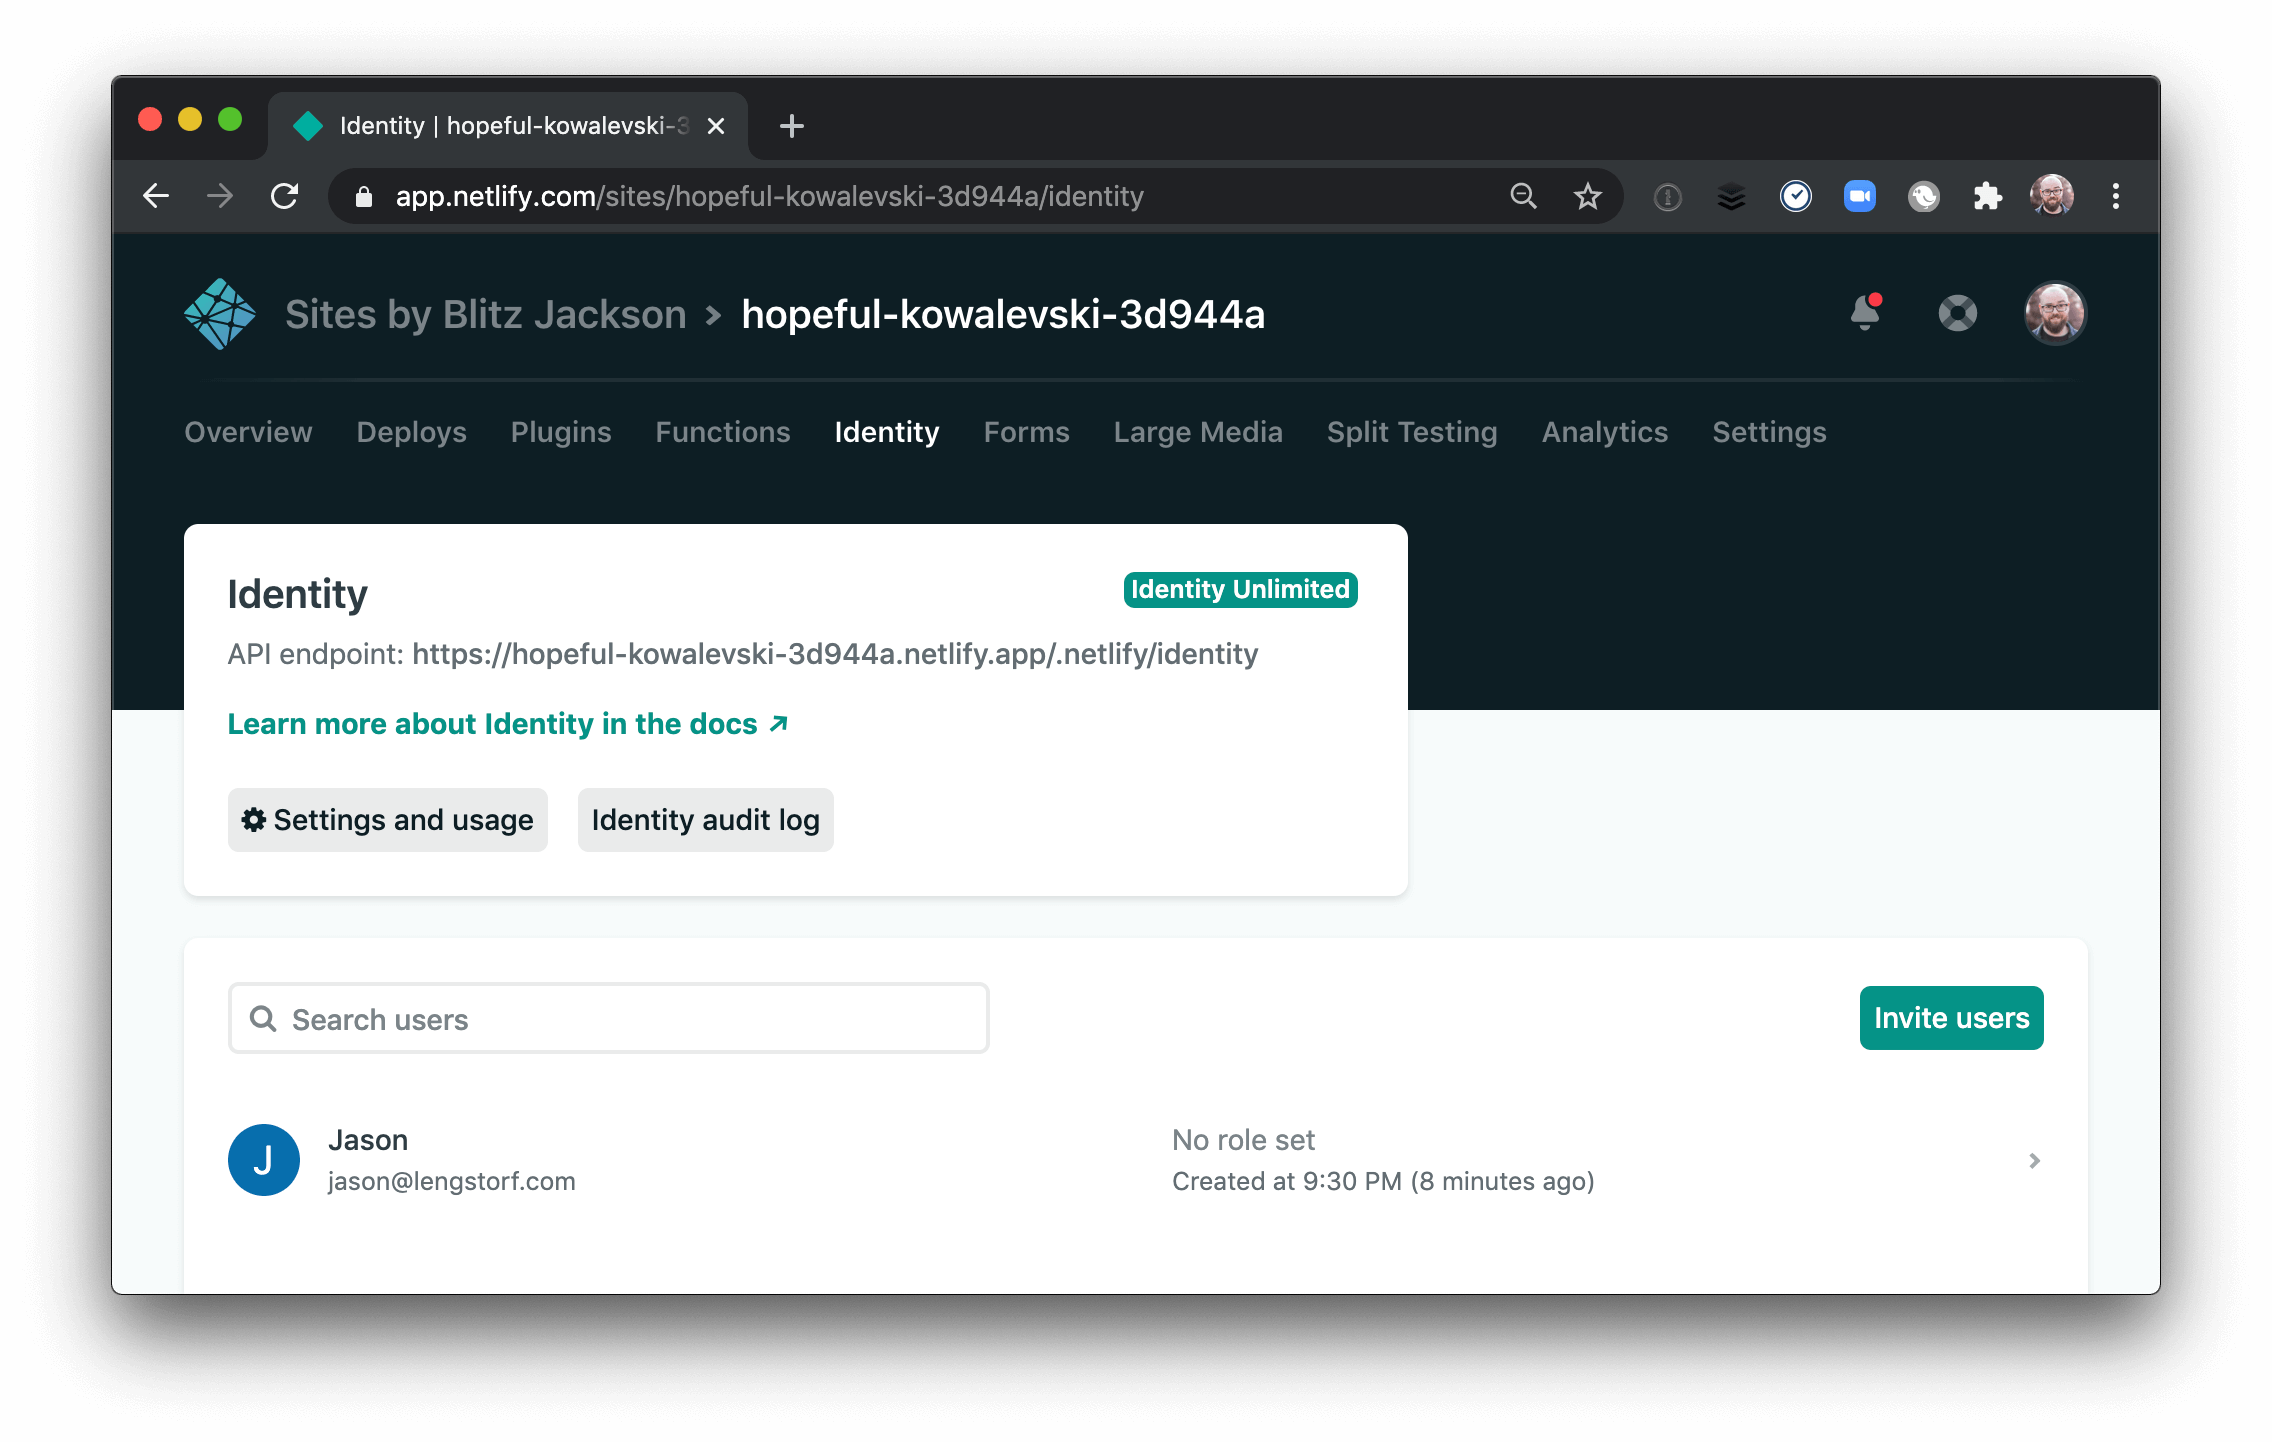 Identity | hopeful-kowalevski-3
app.netlify.com/sites/hopeful-kowalevski-3d944a/identity
Sites by Blitz Jackson > hopeful-kowalevski-3d944a
Overview Deploys Plugins Functions Identity Forms Large Media Split Testing Analytics Settings
Identity Identity Unlimited
API endpoint: https://hopeful-kowalevski-3d944a.netlify.app/.netlify/identity
Learn more about Identity in the docs ↗
Settings and usage Identity audit log
Search users Invite users
J
Jason No role set
jason@lengstorf.com Created at 9:30 PM (8 minutes ago)